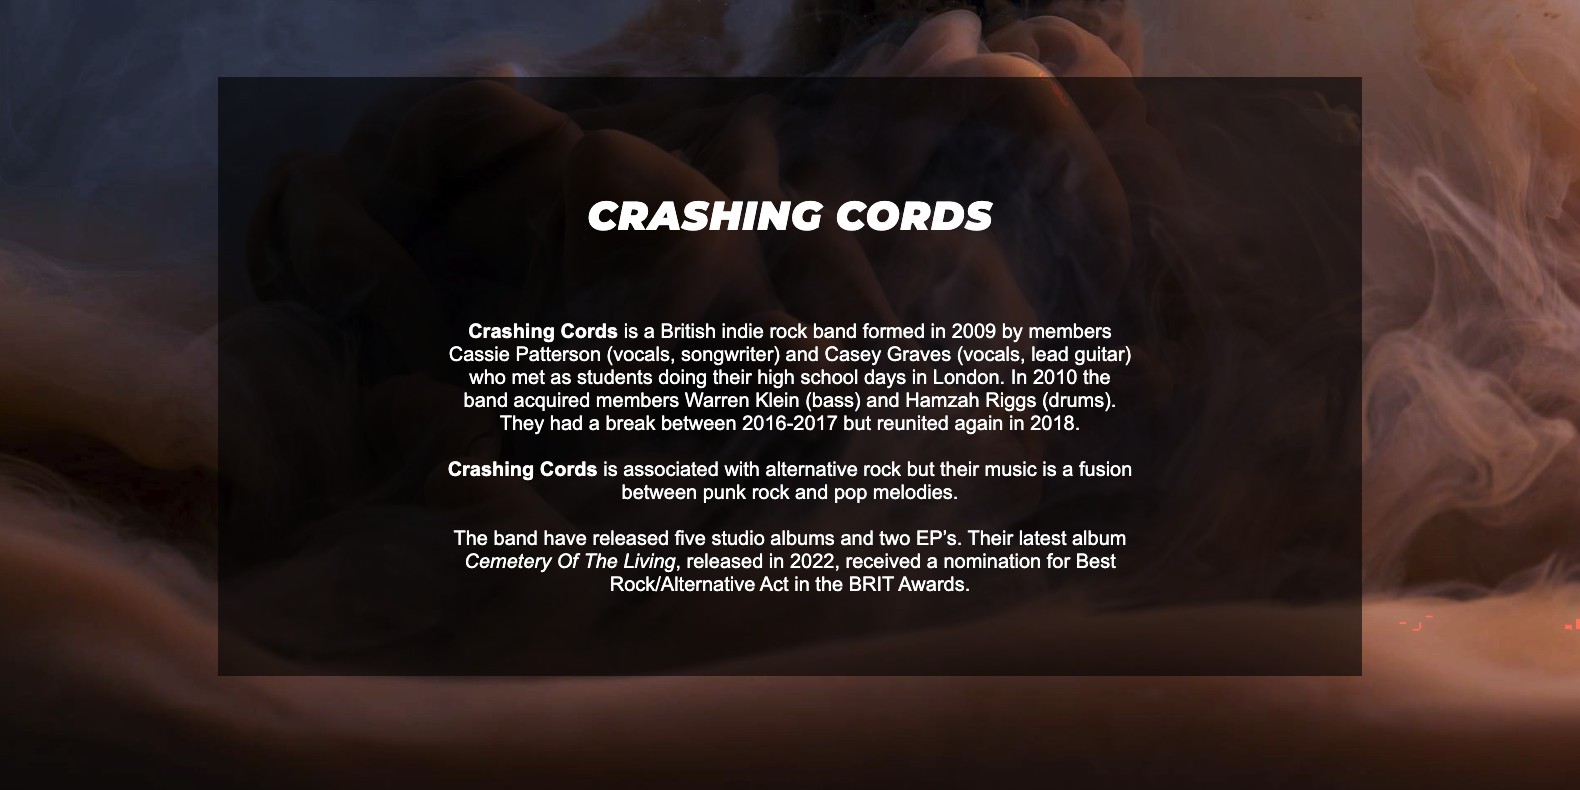 CRASHING CORDS
Crashing Cords is a British indie rock band formed in 2009 by members
Cassie Patterson (vocals, songwriter) and Casey Graves (vocals, lead guitar)
who met as students doing their high school days in London. In 2010 the
band acquired members Warren Klein (bass) and Hamzah Riggs (drums).
They had a break between 2016-2017 but reunited again in 2018.
Crashing Cords is associated with alternative rock but their music is a fusion
between punk rock and pop melodies.
The band have released five studio albums and two EP’s. Their latest album
Cemetery Of The Living, released in 2022, received a nomination for Best
Rock/Alternative Act in the BRIT Awards.